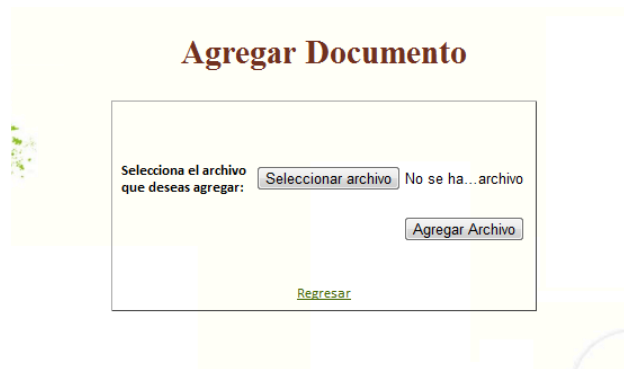 Agregar Documento
Selecciona el archivo
que deseas agregar:
Seleccionar archivo No se ha...archivo
Agregar Archivo
Regresar